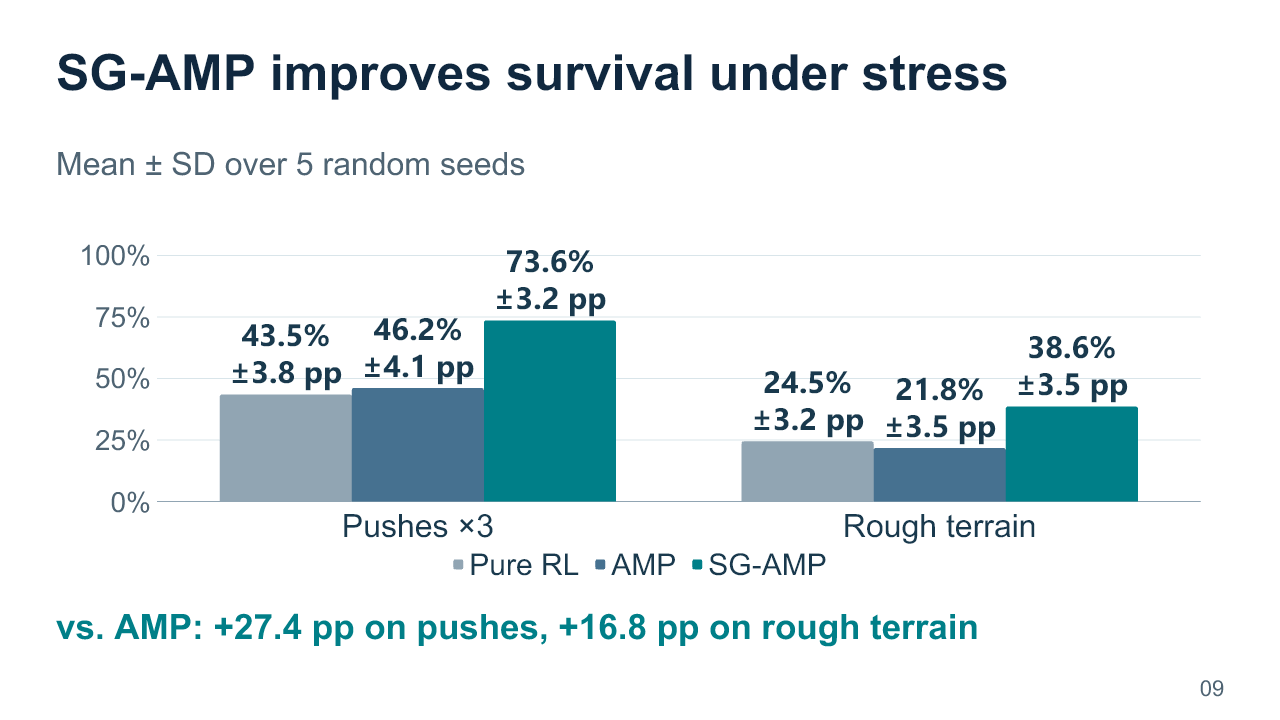 SG-AMP improves survival under stress
Mean ± SD over 5 random seeds
100%
75%
50%
25%
0%
43.5%
±3.8 pp
46.2%
±4.1 pp
73.6%
±3.2 pp
24.5%
±3.2 pp
21.8%
±3.5 pp
38.6%
±3.5 pp
Pushes ×3
Rough terrain
Pure RL AMP SG-AMP
vs. AMP: +27.4 pp on pushes, +16.8 pp on rough terrain
09